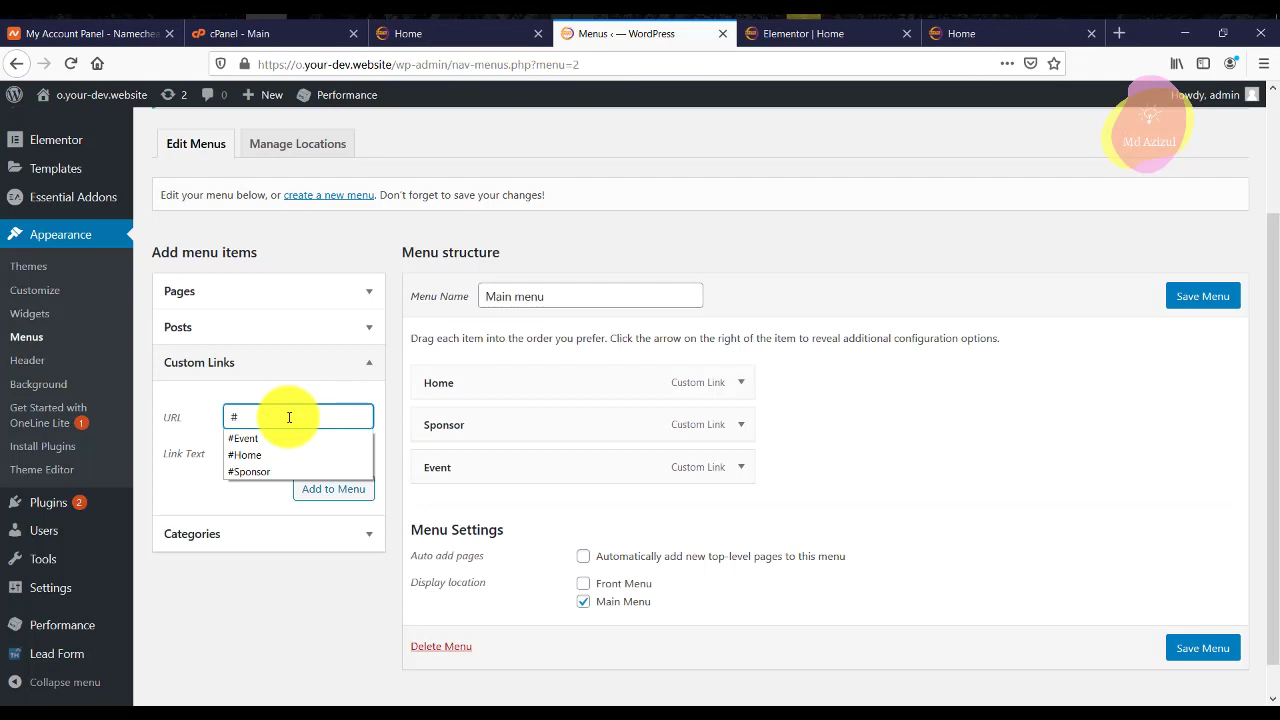 My Account Panel - Namechea
cPanel - Main
Home
Menus ‹ — WordPress
Elementor | Home
Home
https://o.your-dev.website/wp-admin/nav-menus.php?menu=2
o.your-dev.website
2
0
New
Performance
Howdy, admin
Md Azizul
Elementor
Templates
Essential Addons
Appearance
Themes
Customize
Widgets
Menus
Header
Background
Get Started with
OneLine Lite 1
Install Plugins
Theme Editor
Plugins 2
Users
Tools
Settings
Performance
Lead Form
Collapse menu
Edit Menus
Manage Locations
Edit your menu below, or create a new menu. Don't forget to save your changes!
Add menu items
Pages
Posts
Custom Links
URL
#
#Event
#Home
#Sponsor
Link Text
Add to Menu
Categories
Menu structure
Menu Name
Main menu
Save Menu
Drag each item into the order you prefer. Click the arrow on the right of the item to reveal additional configuration options.
Home Custom Link
Sponsor Custom Link
Event Custom Link
Menu Settings
Auto add pages
Automatically add new top-level pages to this menu
Display location
Front Menu
Main Menu
Delete Menu
Save Menu